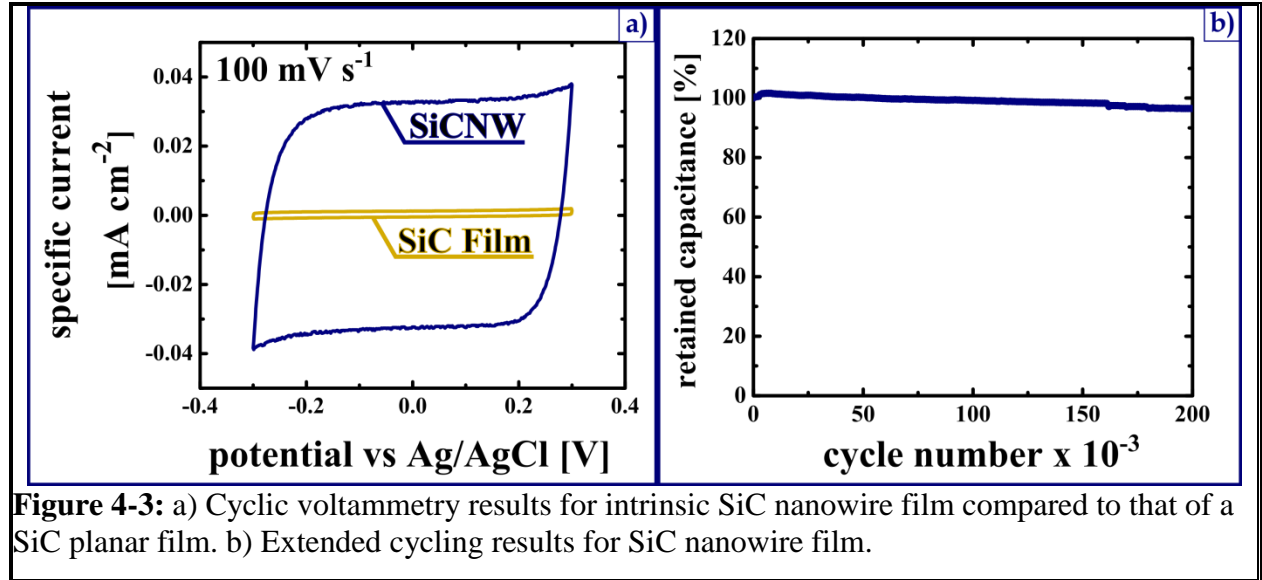 a)
100 mV s⁻¹
SiCNW
SiC Film
specific current
[mA cm⁻²]
0.04
0.02
0.00
-0.02
-0.04
-0.4
-0.2
0.0
0.2
0.4
potential vs Ag/AgCl [V]
b)
retained capacitance [%]
120
100
80
60
40
20
0
0
50
100
150
200
cycle number x 10⁻³
Figure 4-3: a) Cyclic voltammetry results for intrinsic SiC nanowire film compared to that of a
SiC planar film. b) Extended cycling results for SiC nanowire film.